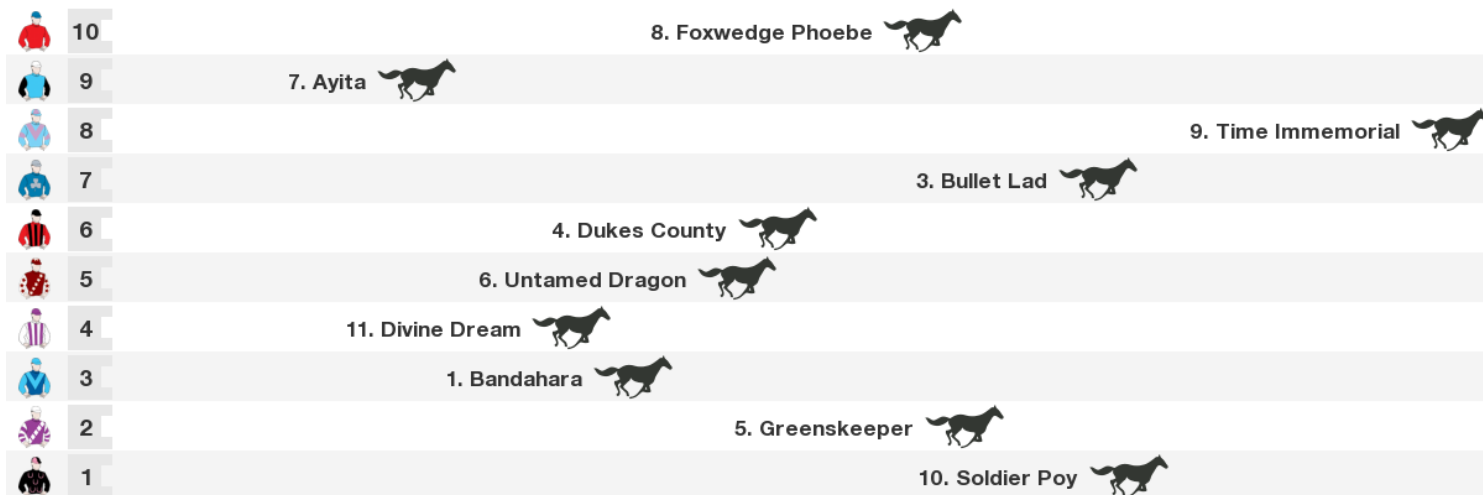 10 8. Foxwedge Phoebe
9 7. Ayita
8 9. Time Immemorial
7 3. Bullet Lad
6 4. Dukes County
5 6. Untamed Dragon
4 11. Divine Dream
3 1. Bandahara
2 5. Greenskeeper
1 10. Soldier Poy